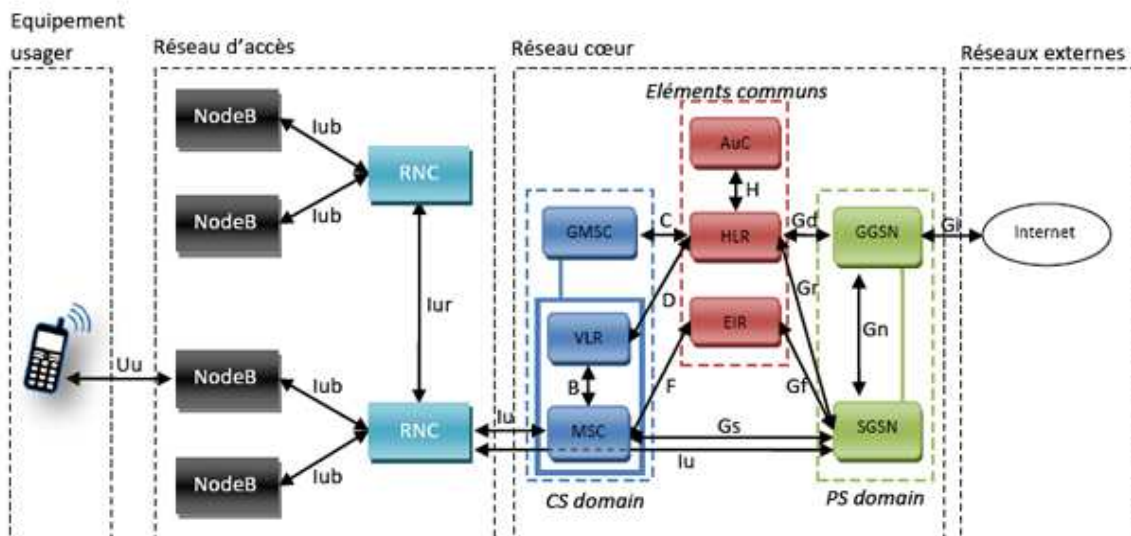 Equipement
usager
Réseau d'accès
Réseau cœur
Réseaux externes
Eléments communs
NodeB
Iub
RNC
Iub
NodeB
AuC
H
GMSC
C
HLR
Gd
GGSN
Gi
Internet
Iur
D
Gr
VLR
EIR
Gn
Uu
NodeB
Iub
B
F
Gf
RNC
Iu
MSC
Gs
SGSN
Iu
Iub
NodeB
CS domain
PS domain